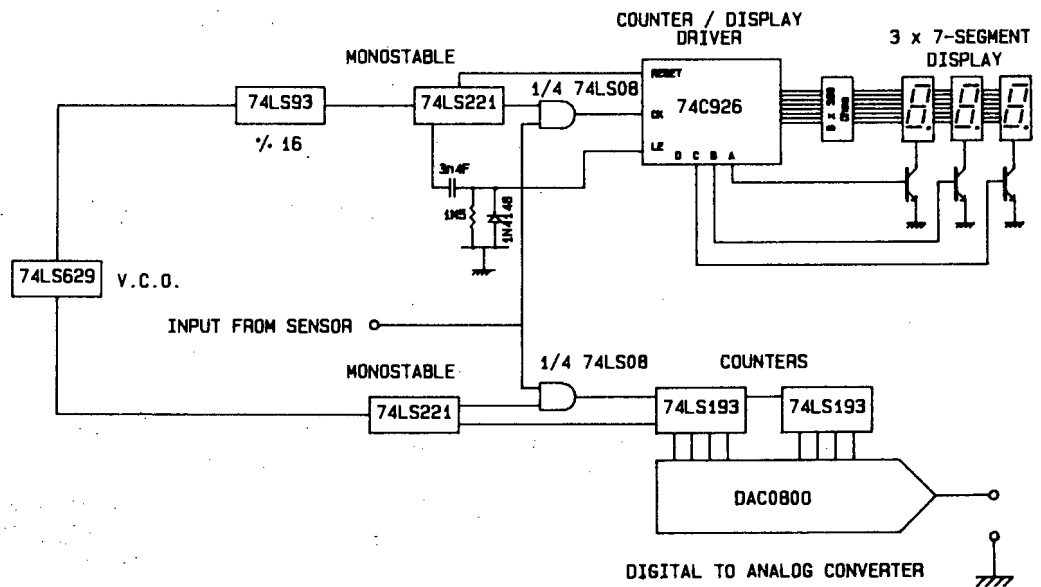 COUNTER / DISPLAY
DRIVER
3 x 7-SEGMENT
DISPLAY
MONOSTABLE
RESET
1/4 74LS08
74LS93
74LS221
74C926
CK
% 16
LE
D C B A
3n4F
1N5
1N4148
74LS629
V.C.O.
INPUT FROM SENSOR
1/4 74LS08
COUNTERS
MONOSTABLE
74LS221
74LS193
74LS193
DAC0800
DIGITAL TO ANALOG CONVERTER